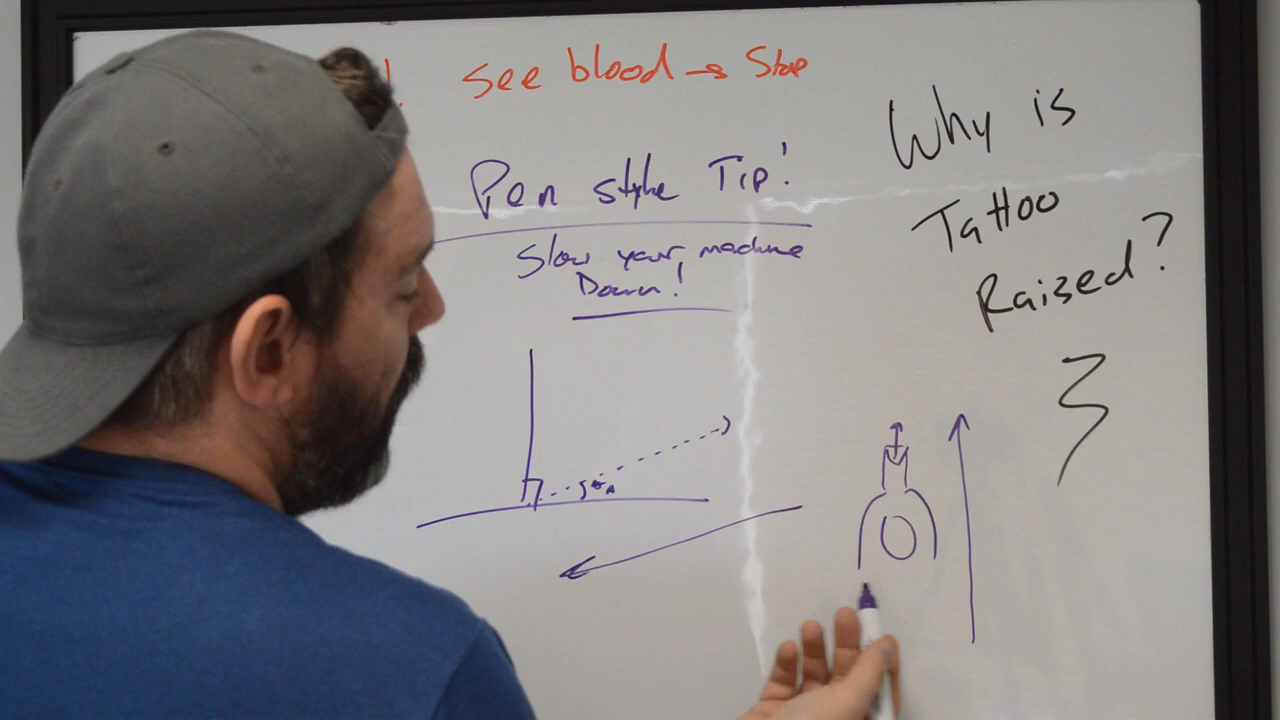 ! See blood → Stop
Pen style Tip!
Slow your machine
Down!
Why is
Tattoo
Raised?